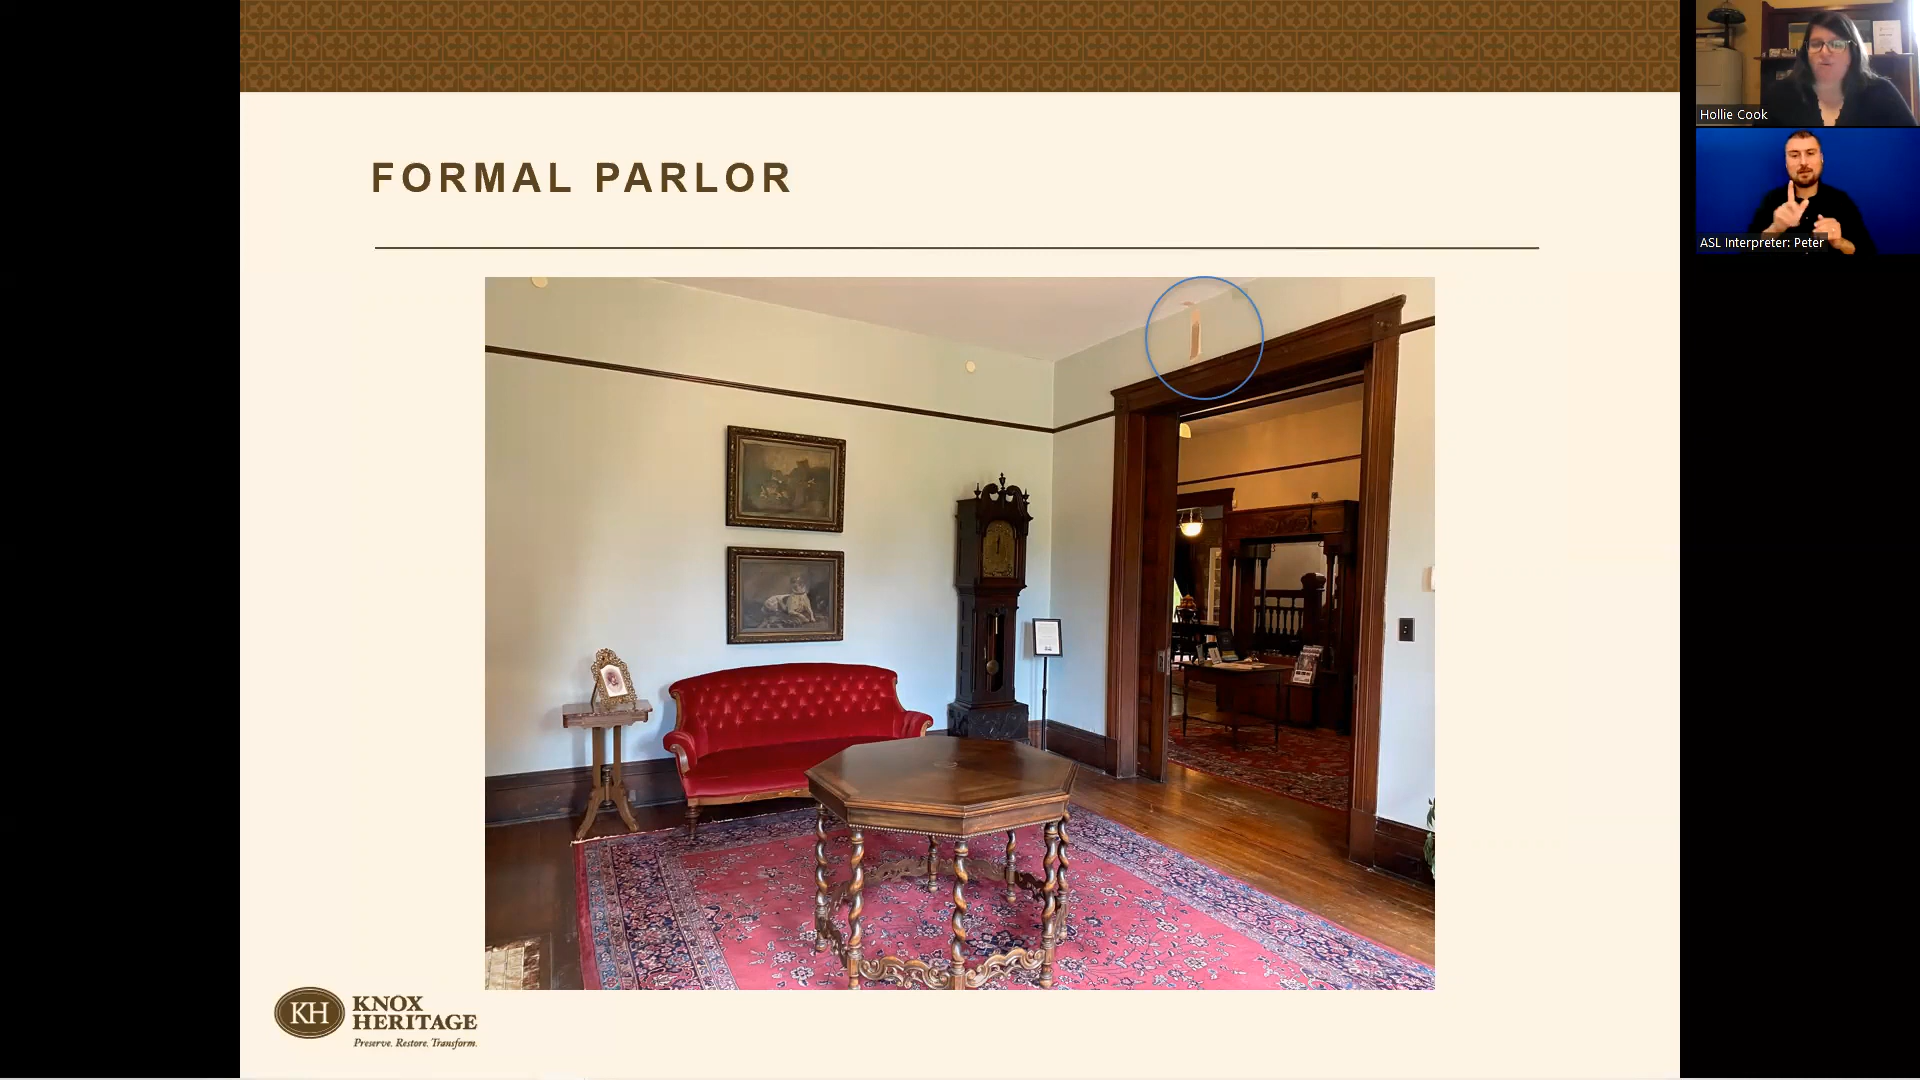 FORMAL PARLOR
KH
KNOX
HERITAGE
Preserve. Restore. Transform.
Hollie Cook
ASL Interpreter: Peter